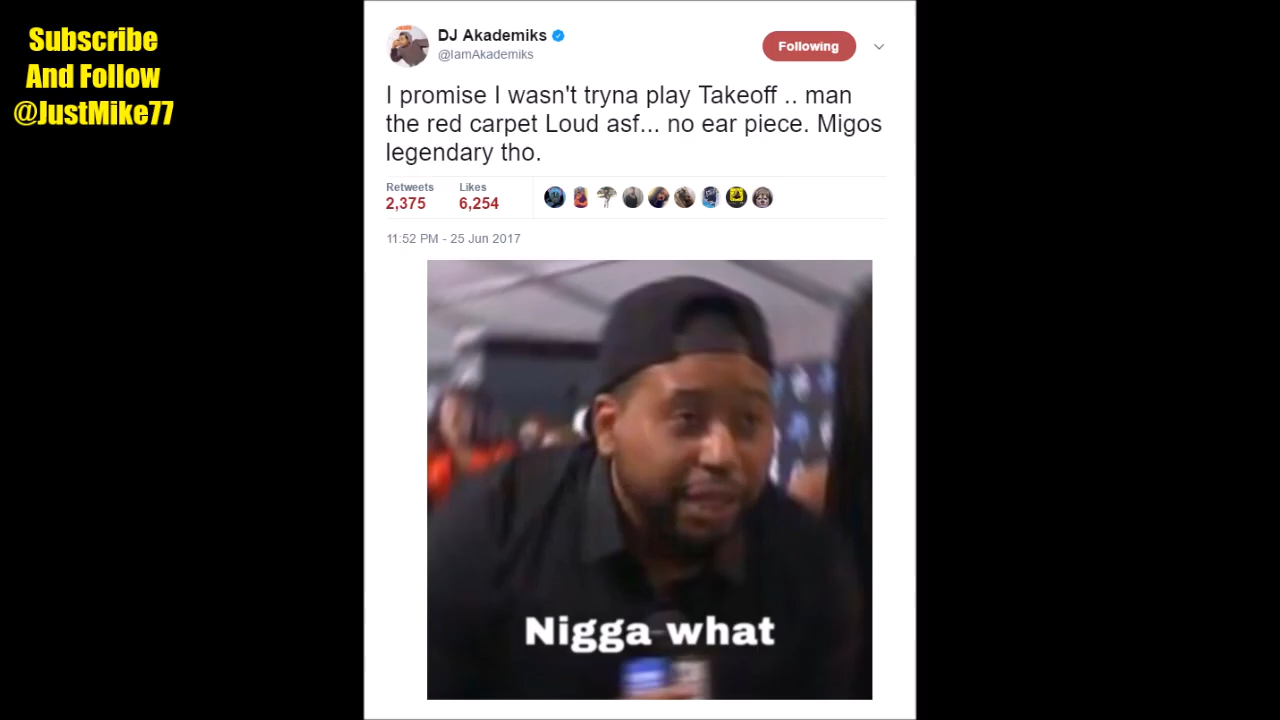 Subscribe
And Follow
@JustMike77
DJ Akademiks
@IamAkademiks
Following
I promise I wasn't tryna play Takeoff .. man
the red carpet Loud asf... no ear piece. Migos
legendary tho.
Retweets Likes
2,375 6,254
11:52 PM - 25 Jun 2017
Nigga what